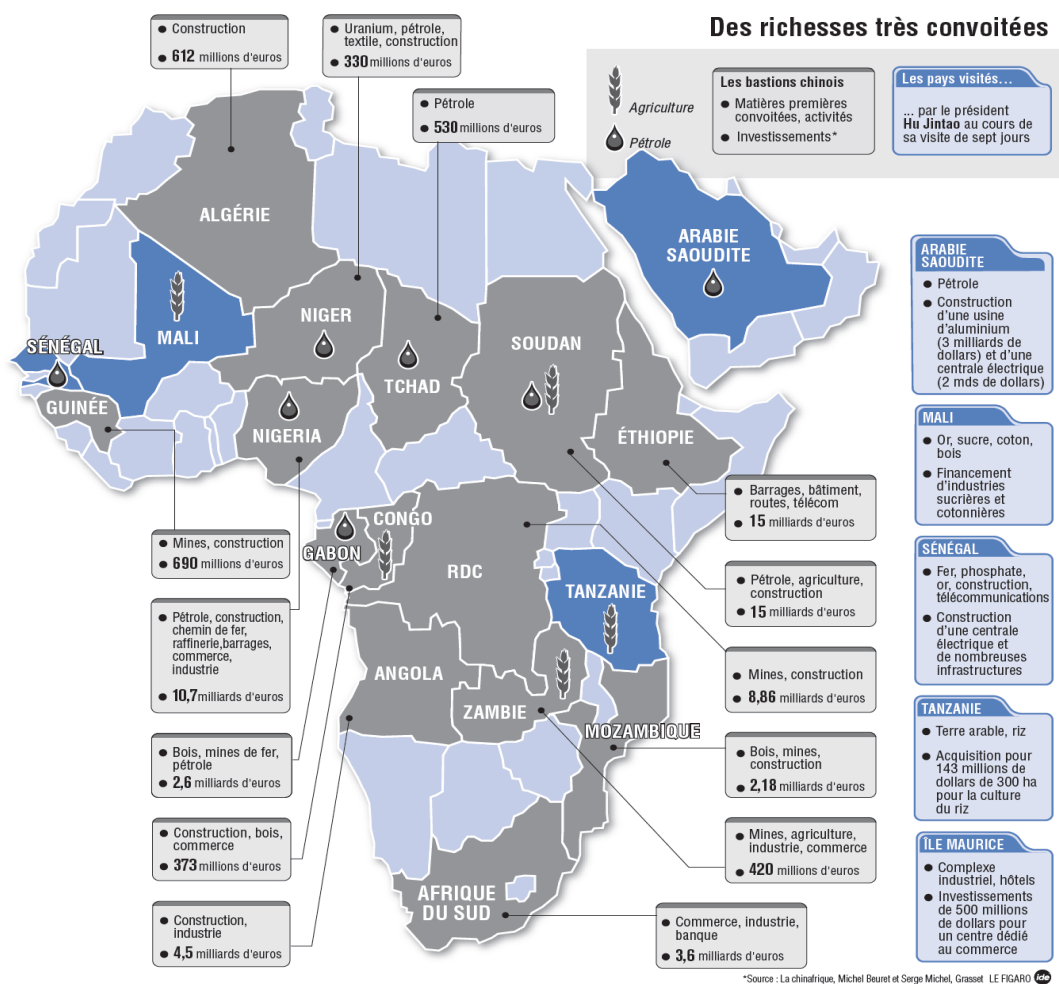 Des richesses très convoitées
Agriculture
Pétrole
Les bastions chinois
● Matières premières
convoitées, activités
● Investissements*
Les pays visités...
... par le président
Hu Jintao au cours de
sa visite de sept jours
● Construction
● 612 millions d'euros
● Uranium, pétrole,
textile, construction
● 330 millions d'euros
● Pétrole
● 530 millions d'euros
ALGÉRIE
ARABIE
SAOUDITE
MALI
NIGER
TCHAD
SOUDAN
SÉNÉGAL
GUINÉE
NIGERIA
ÉTHIOPIE
CONGO
GABON
RDC
TANZANIE
ANGOLA
ZAMBIE
MOZAMBIQUE
AFRIQUE
DU SUD
● Mines, construction
● 690 millions d'euros
● Pétrole, construction,
chemin de fer,
raffinerie,barrages,
commerce,
industrie
● 10,7milliards d'euros
● Bois, mines de fer,
pétrole
● 2,6 milliards d'euros
● Construction, bois,
commerce
● 373 millions d'euros
● Construction,
industrie
● 4,5 milliards d'euros
● Barrages, bâtiment,
routes, télécom
● 15 milliards d'euros
● Pétrole, agriculture,
construction
● 15 milliards d'euros
● Mines, construction
● 8,86 milliards d'euros
● Bois, mines,
construction
● 2,18 milliards d'euros
● Mines, agriculture,
industrie, commerce
● 420 millions d'euros
● Commerce, industrie,
banque
● 3,6 milliards d'euros
ARABIE
SAOUDITE
● Pétrole
● Construction
d'une usine
d'aluminium
(3 milliards de
dollars) et d'une
centrale électrique
(2 mds de dollars)
MALI
● Or, sucre, coton,
bois
● Financement
d'industries
sucrières et
cotonnières
SÉNÉGAL
● Fer, phosphate,
or, construction,
télécommunications
● Construction
d'une centrale
électrique et
de nombreuses
infrastructures
TANZANIE
● Terre arable, riz
● Acquisition pour
143 millions de
dollars de 300 ha
pour la culture
du riz
ÎLE MAURICE
● Complexe
industriel, hôtels
● Investissements
de 500 millions
de dollars pour
un centre dédié
au commerce
*Source : La chinafrique, Michel Beuret et Serge Michel, Grasset LE FIGARO ide